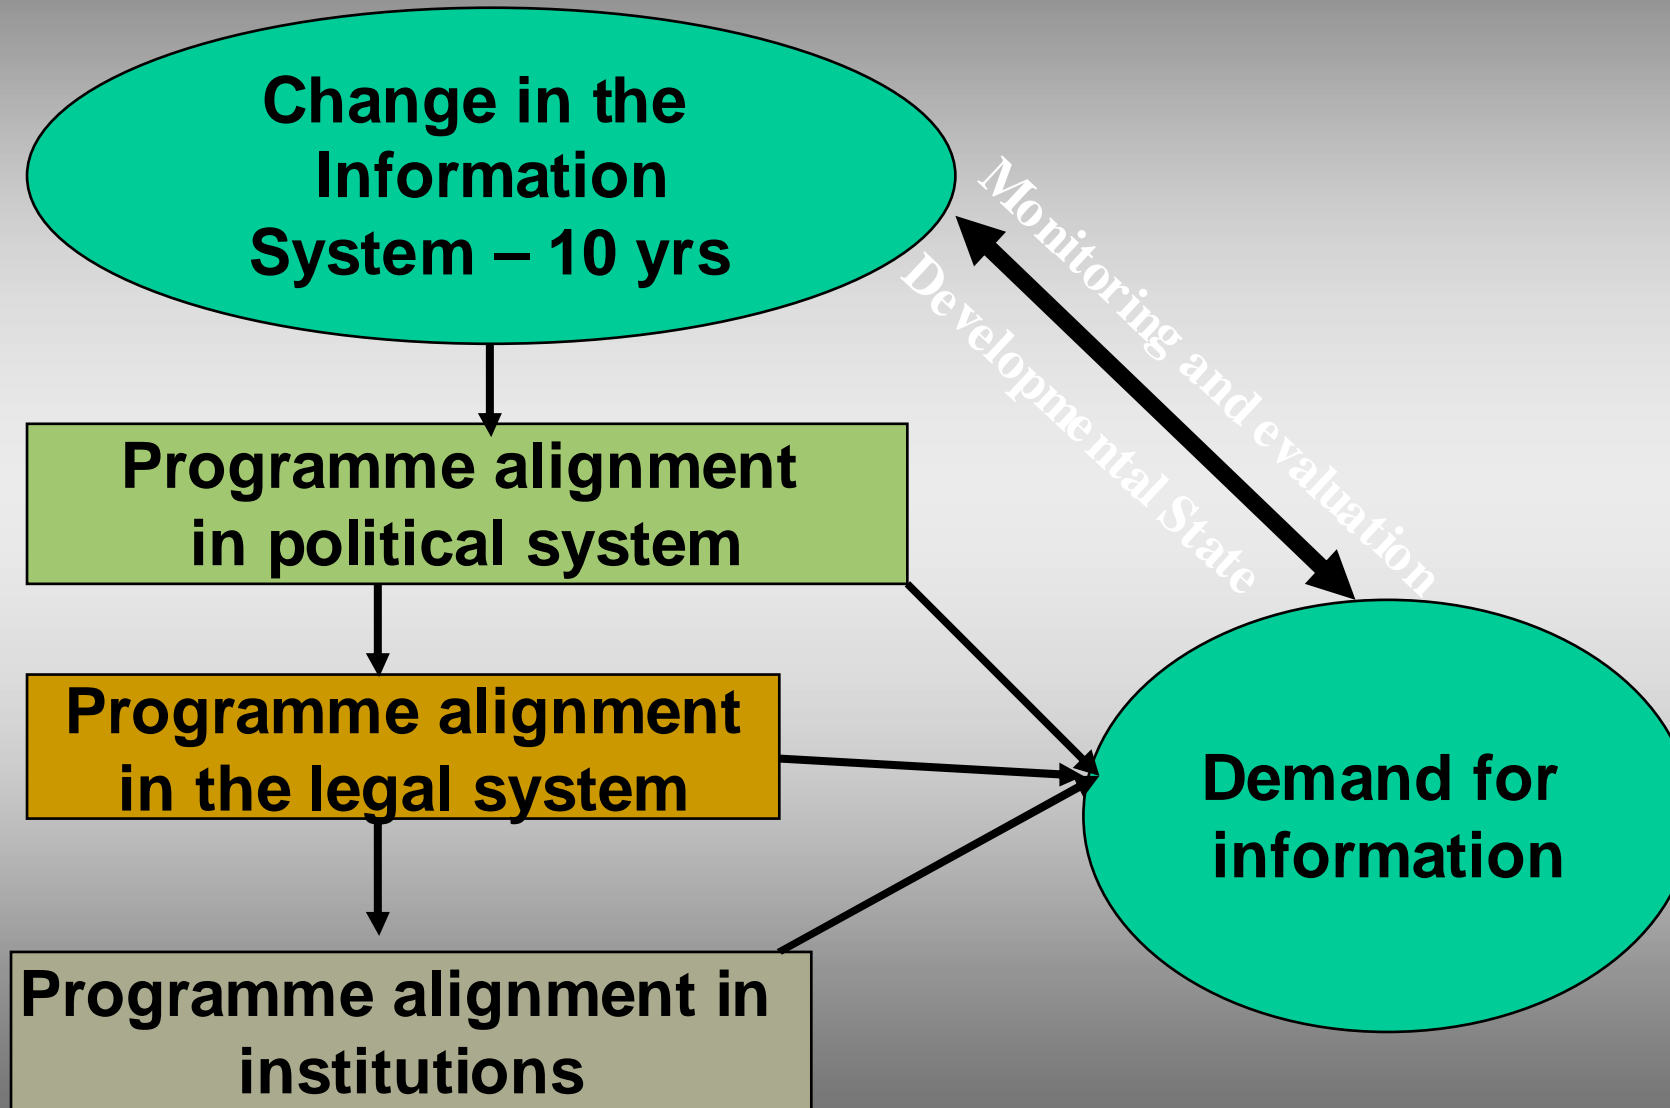 Change in the
Information
System – 10 yrs
Monitoring and evaluation
Developmental State
Programme alignment
in political system
Programme alignment
in the legal system
Demand for
information
Programme alignment in
institutions